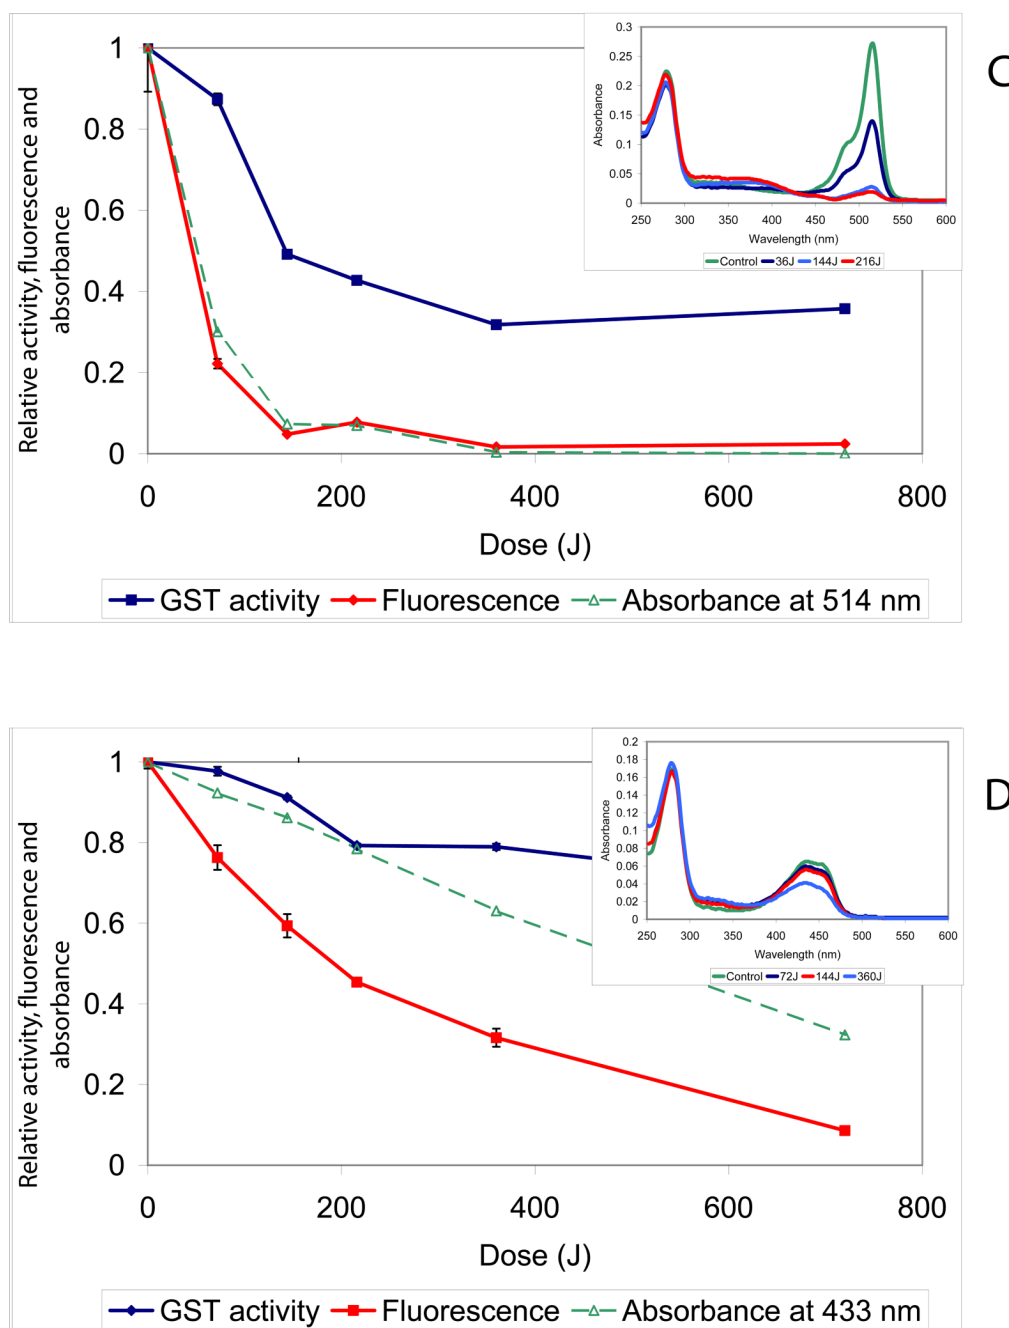 C
Relative activity, fluorescence and
absorbance
1
0.8
0.6
0.4
0.2
0
0 200 400 600 800
Dose (J)
GST activity Fluorescence Absorbance at 514 nm
Absorbance
0.3
0.25
0.2
0.15
0.1
0.05
0
250 300 350 400 450 500 550 600
Wavelength (nm)
Control 36J 144J 216J
D
Relative activity, fluorescence and
absorbance
1
0.8
0.6
0.4
0.2
0
0 200 400 600 800
Dose (J)
GST activity Fluorescence Absorbance at 433 nm
Absorbance
0.2
0.18
0.16
0.14
0.12
0.1
0.08
0.06
0.04
0.02
0
250 300 350 400 450 500 550 600
Wavelength (nm)
Control 72J 144J 360J